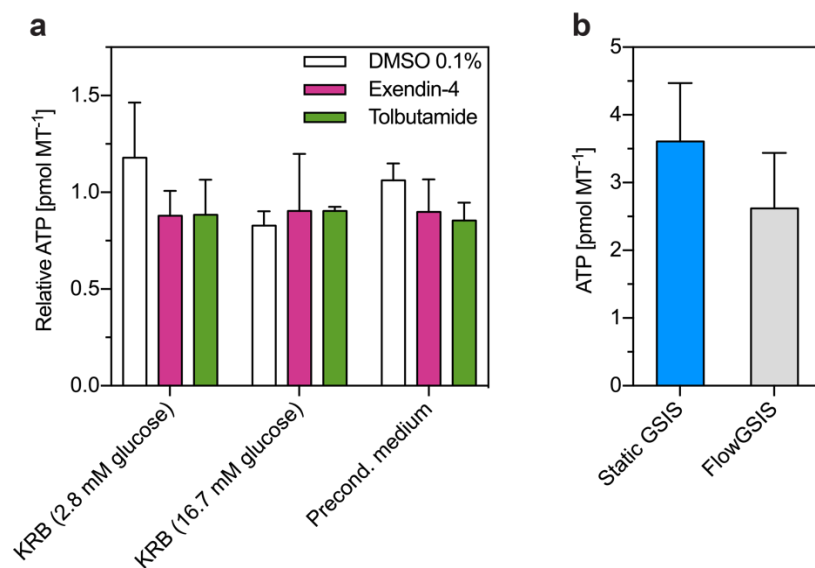 a
Relative ATP [pmol MT⁻¹]
1.5
1.0
0.5
0.0
DMSO 0.1%
Exendin-4
Tolbutamide
KRB (2.8 mM glucose)
KRB (16.7 mM glucose)
Precond. medium
b
ATP [pmol MT⁻¹]
5
4
3
2
1
0
Static GSIS
FlowGSIS